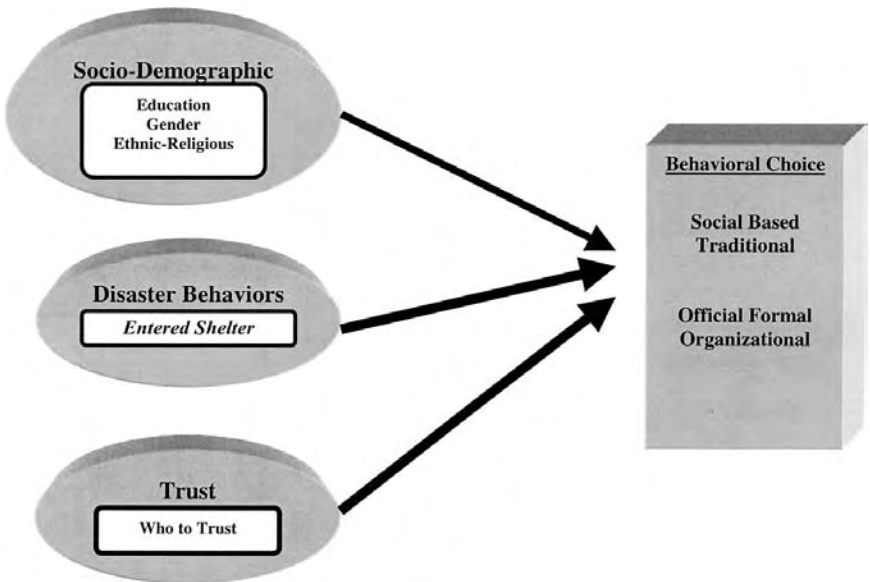 Socio-Demographic
Education
Gender
Ethnic-Religious
Disaster Behaviors
Entered Shelter
Trust
Who to Trust
Behavioral Choice
Social Based
Traditional
Official Formal
Organizational